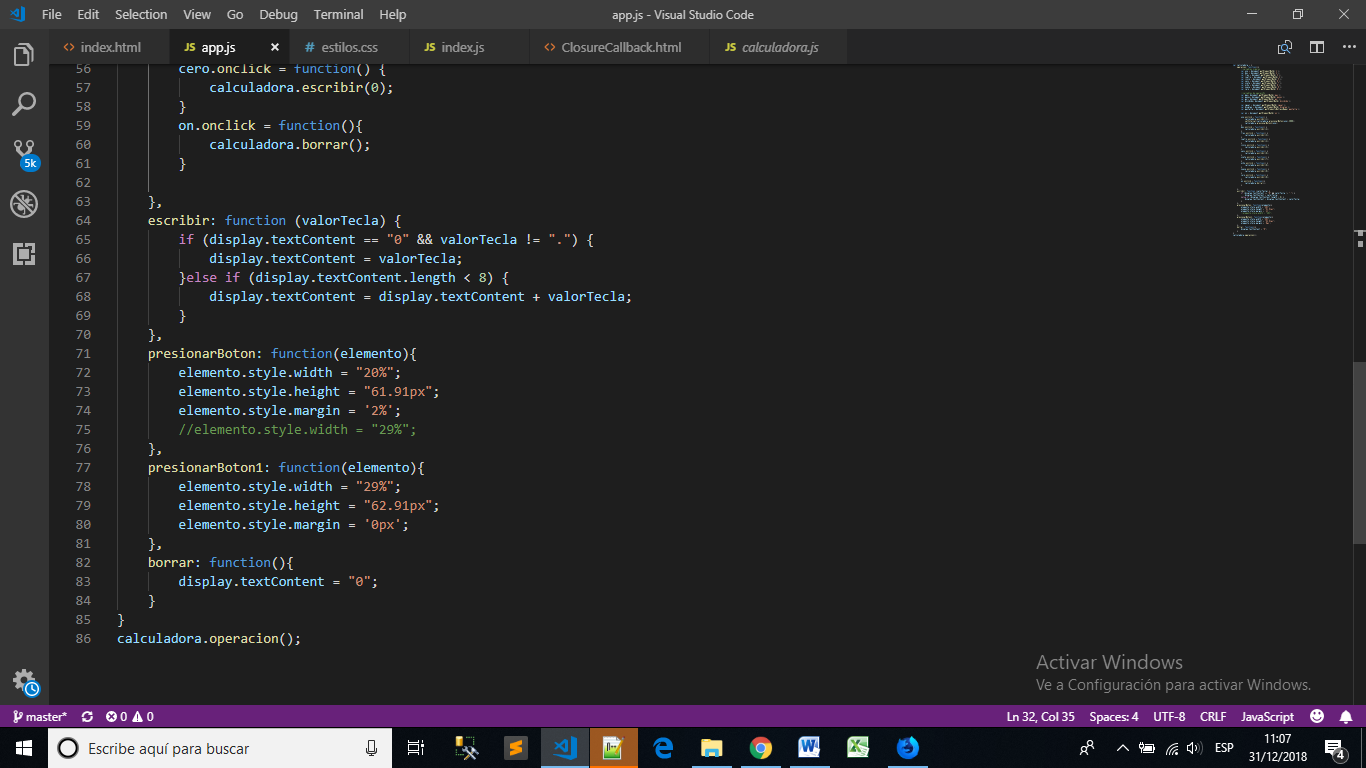 File Edit Selection View Go Debug Terminal Help app.js - Visual Studio Code
<> index.html JS app.js × # estilos.css JS index.js <> ClosureCallback.html JS calculadora.js
56 cero.onclick = function() {
57 calculadora.escribir(0);
58 }
59 on.onclick = function(){
60 calculadora.borrar();
61 }
62
63 },
64 escribir: function (valorTecla) {
65 if (display.textContent == "0" && valorTecla != ".") {
66 display.textContent = valorTecla;
67 }else if (display.textContent.length < 8) {
68 display.textContent = display.textContent + valorTecla;
69 }
70 },
71 presionarBoton: function(elemento){
72 elemento.style.width = "20%";
73 elemento.style.height = "61.91px";
74 elemento.style.margin = '2%';
75 //elemento.style.width = "29%";
76 },
77 presionarBoton1: function(elemento){
78 elemento.style.width = "29%";
79 elemento.style.height = "62.91px";
80 elemento.style.margin = '0px';
81 },
82 borrar: function(){
83 display.textContent = "0";
84 }
85 }
86 calculadora.operacion();
5k
Activar Windows
Ve a Configuración para activar Windows.
master* 0 0 Ln 32, Col 35 Spaces: 4 UTF-8 CRLF JavaScript
Escribe aquí para buscar ESP 11:07
31/12/2018 4